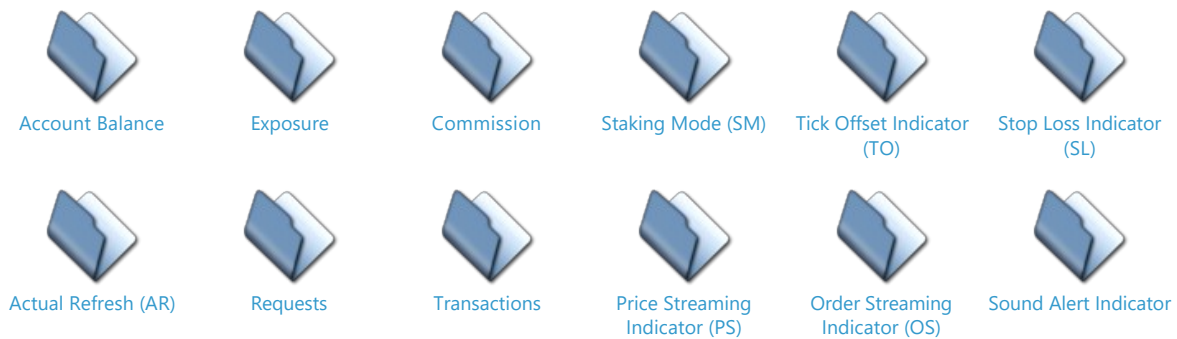 Account Balance
Exposure
Commission
Staking Mode (SM)
Tick Offset Indicator
(TO)
Stop Loss Indicator
(SL)
Actual Refresh (AR)
Requests
Transactions
Price Streaming
Indicator (PS)
Order Streaming
Indicator (OS)
Sound Alert Indicator